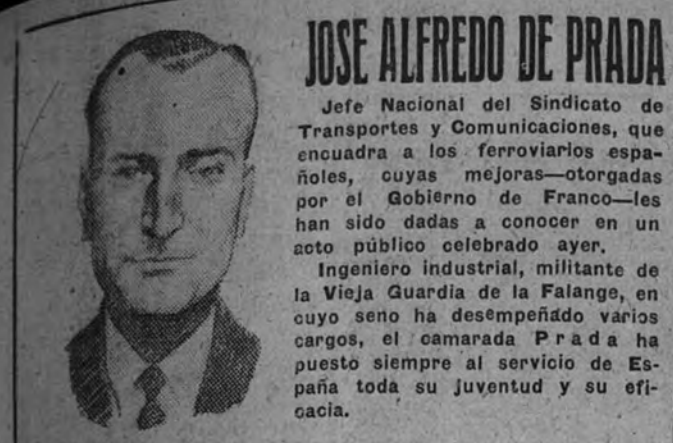 JOSE ALFREDO DE PRADA
Jefe Nacional del Sindicato de
Transportes y Comunicaciones, que
encuadra a los ferroviarios espa-
ñoles, cuyas mejoras—otorgadas
por el Gobierno de Franco—les
han sido dadas a conocer en un
acto público celebrado ayer.
Ingeniero industrial, militante de
la Vieja Guardia de la Falange, en
cuyo seno ha desempeñado varios
cargos, el camarada Prada ha
puesto siempre al servicio de Es-
paña toda su juventud y su efi-
cacia.